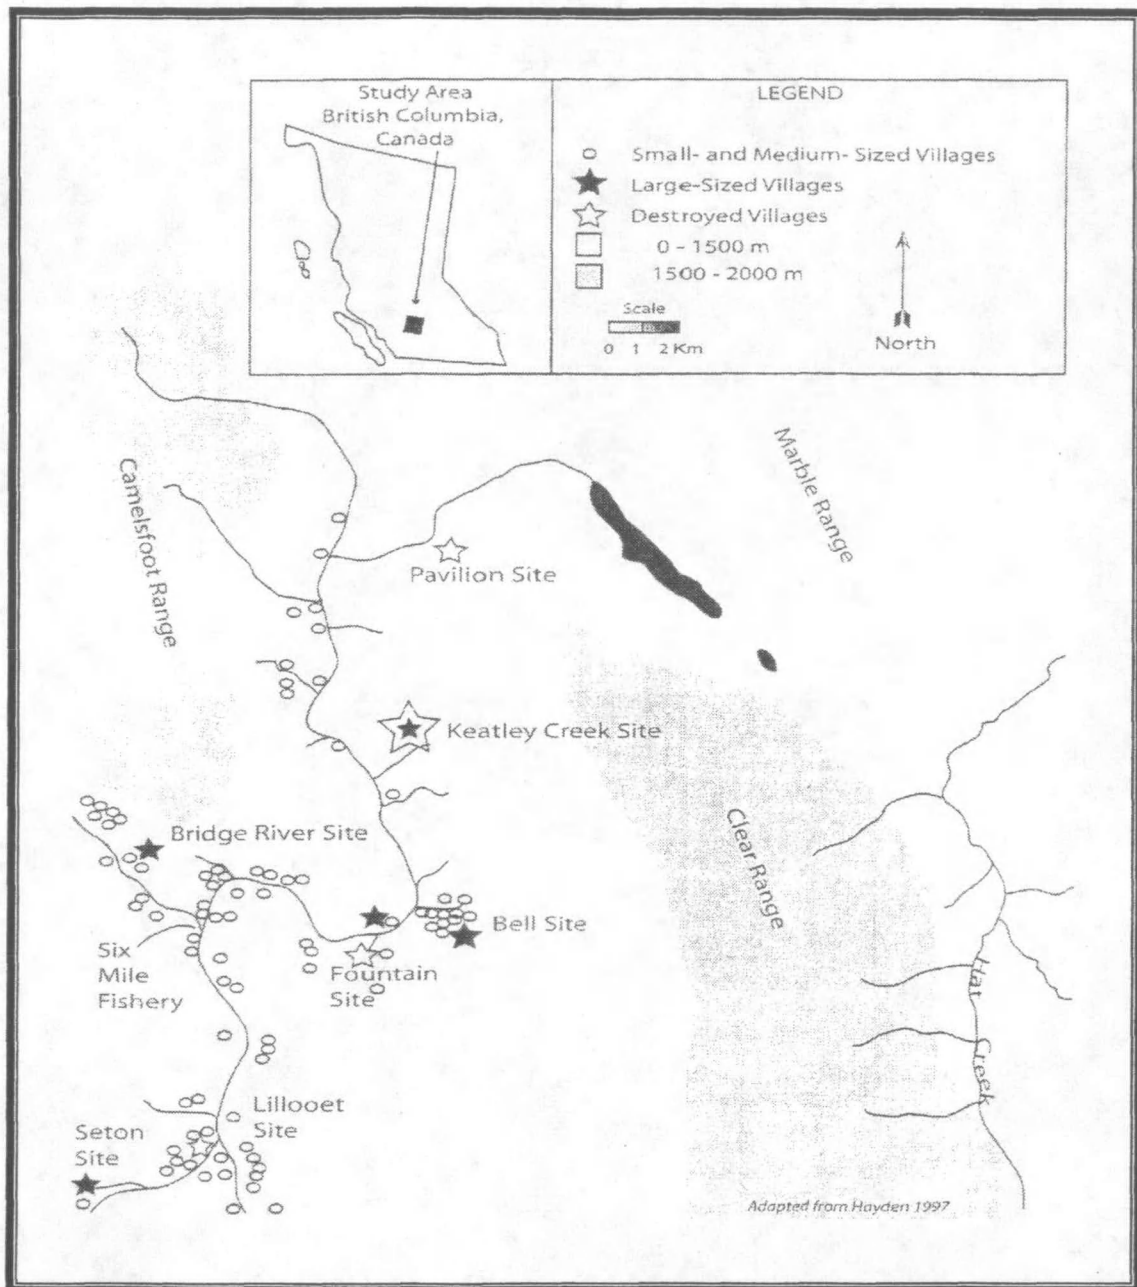 Study Area
British Columbia,
Canada
LEGEND
Small- and Medium- Sized Villages
Large-Sized Villages
Destroyed Villages
0 - 1500 m
1500 - 2000 m
Scale
0 1 2 Km
North
Marble Range
Camelsfoot Range
Pavilion Site
Keatley Creek Site
Clear Range
Bridge River Site
Bell Site
Six
Mile
Fishery
Fountain
Site
Hat Creek
Lillooet
Site
Seton
Site
Adapted from Hayden 1997